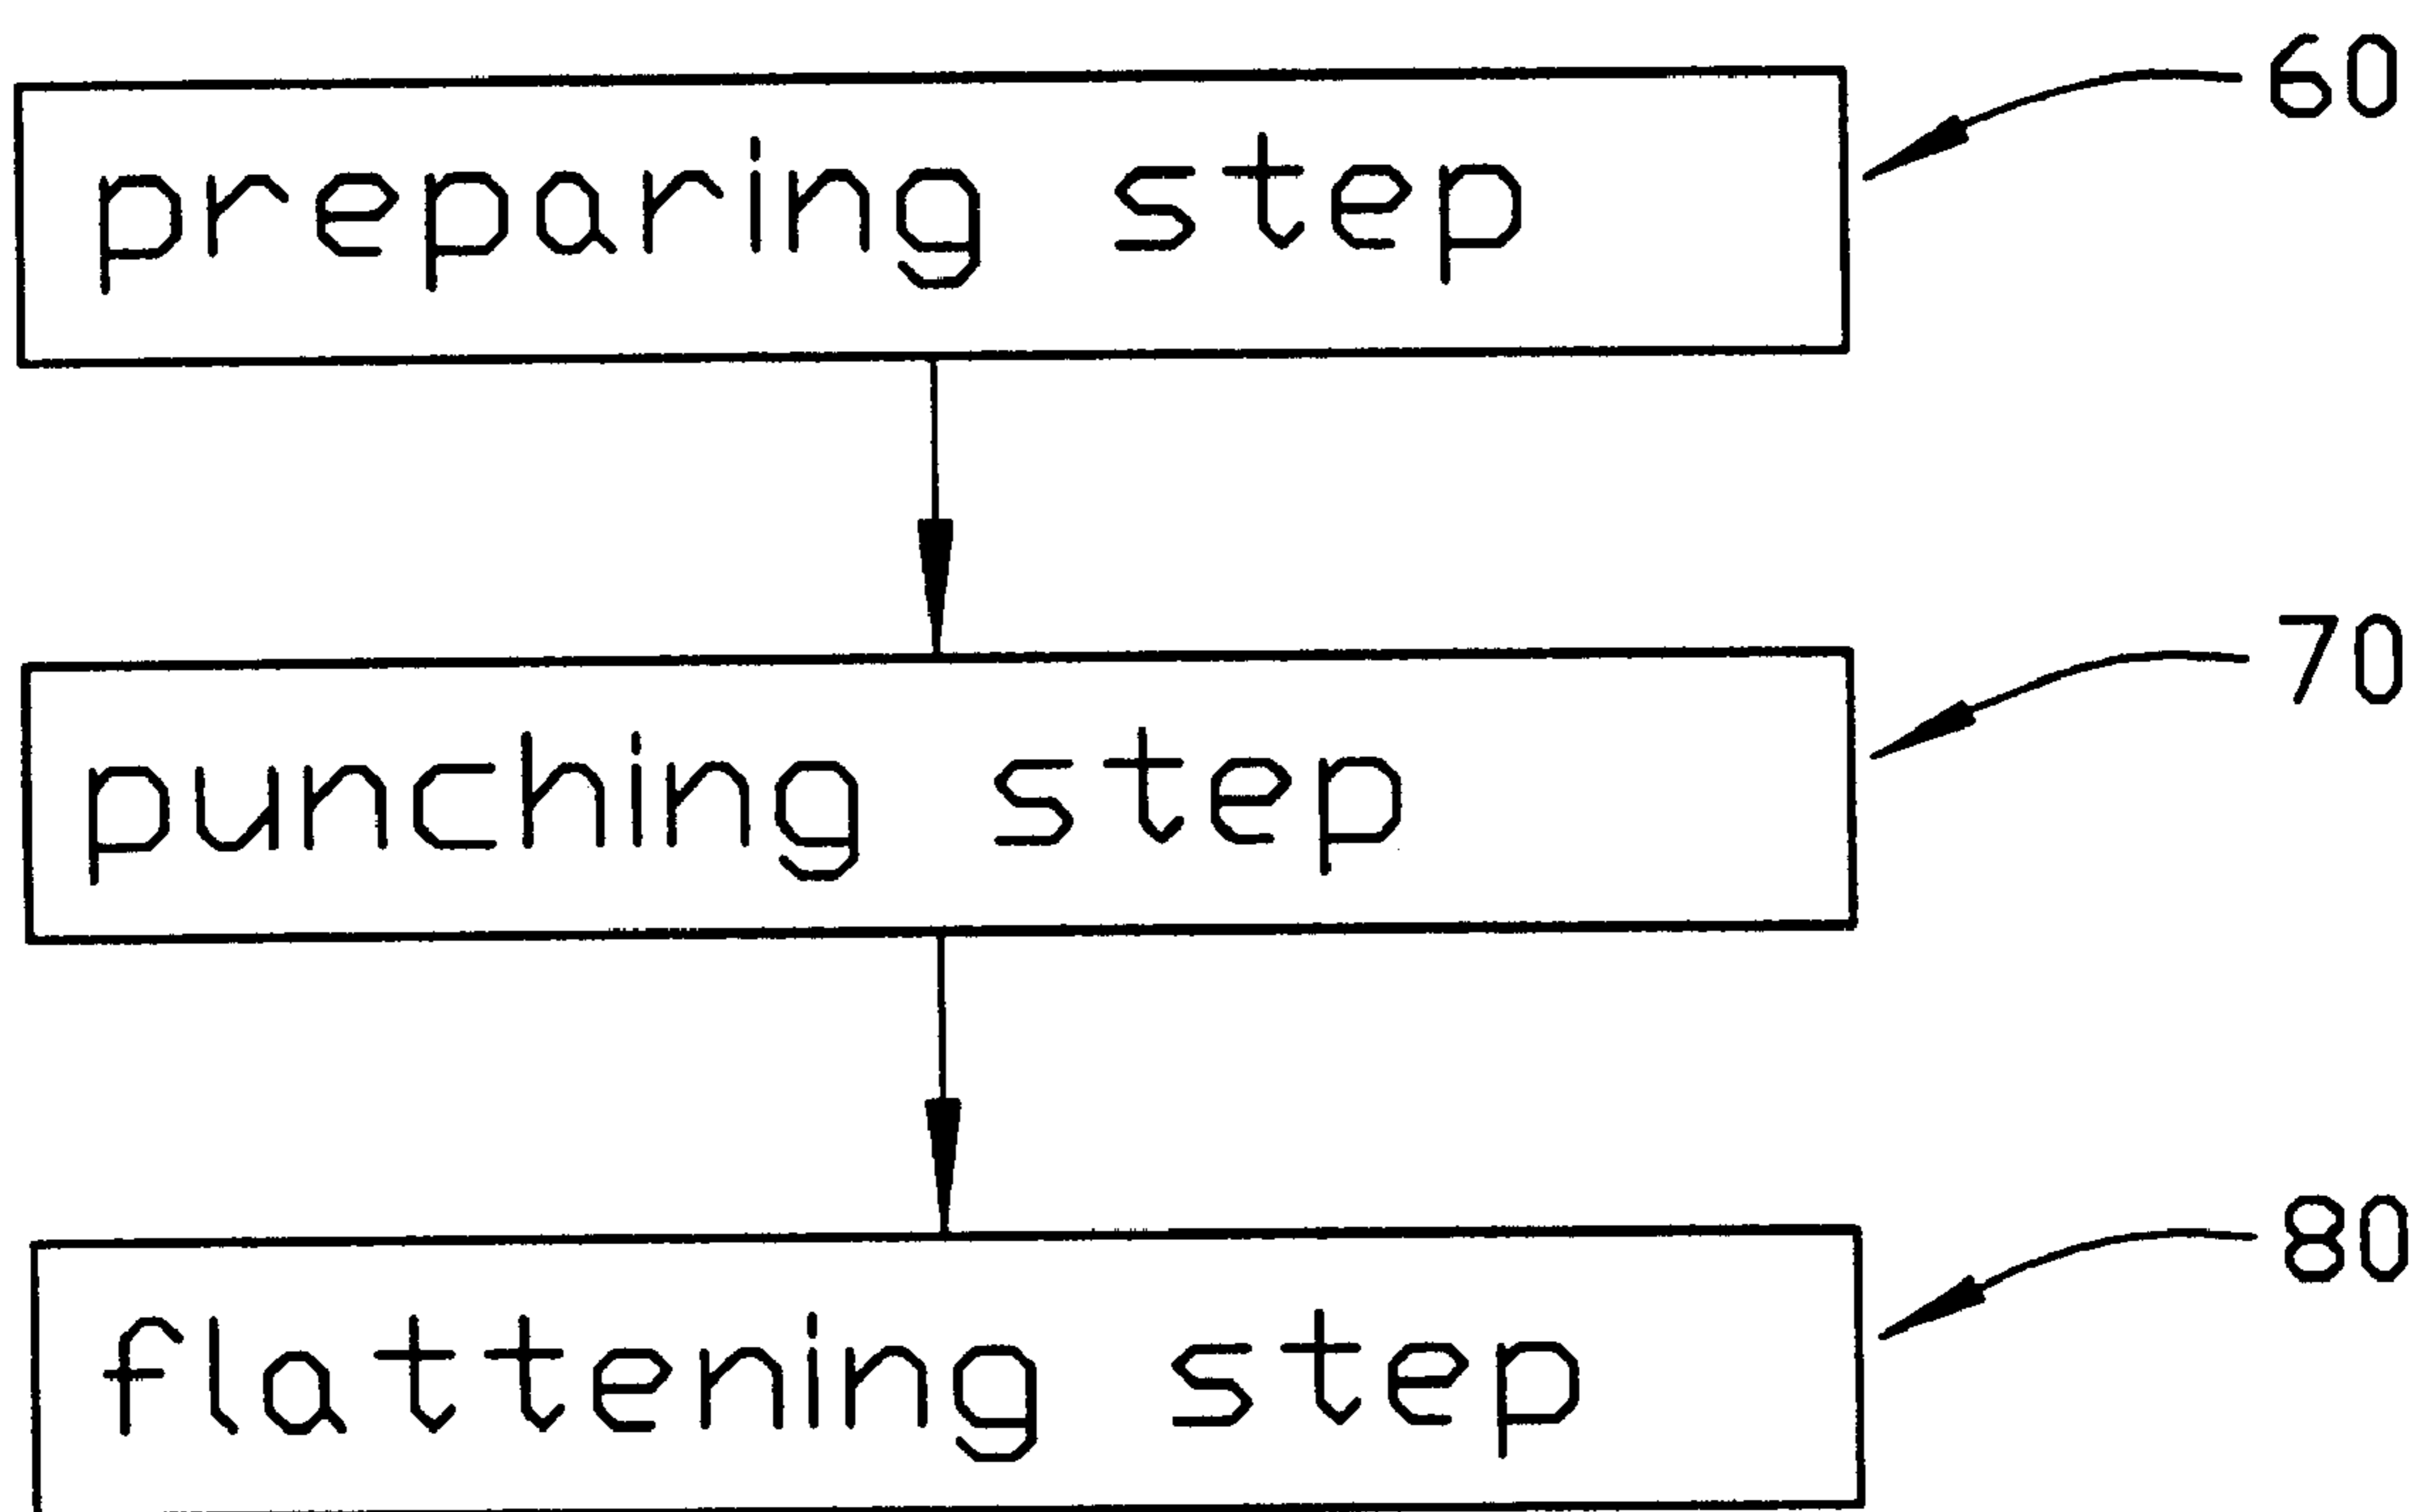 60
preparing step
70
punching step
80
flattening step